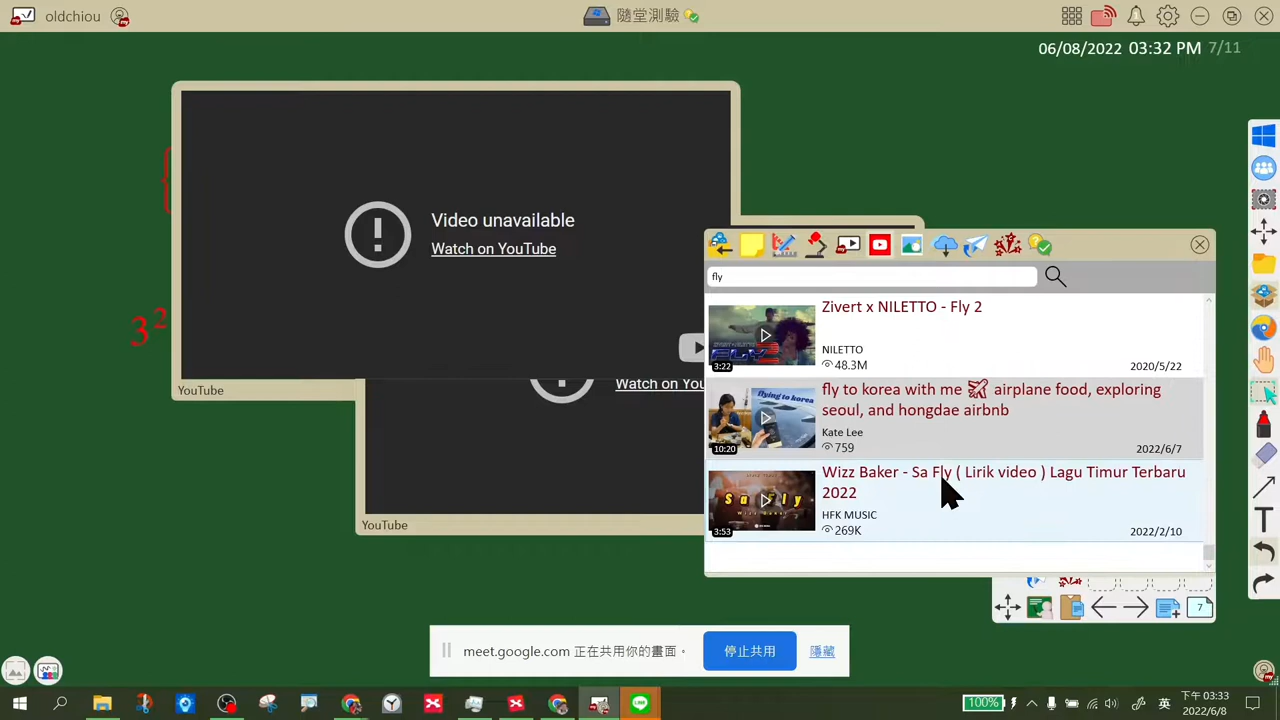 oldchiou
隨堂測驗
06/08/2022 03:32 PM 7/11
Video unavailable
Watch on YouTube
YouTube
Watch on You
YouTube
3²
fly
Zivert x NILETTO - Fly 2
NILETTO
48.3M
2020/5/22
3:22
fly to korea with me airplane food, exploring
seoul, and hongdae airbnb
Kate Lee
759
2022/6/7
flying to korea
10:20
Wizz Baker - Sa Fly ( Lirik video ) Lagu Timur Terbaru
2022
HFK MUSIC
269K
2022/2/10
Sa Fly
3:53
7
meet.google.com 正在共用你的畫面。
停止共用
隱藏
100%
英
下午 03:33
2022/6/8